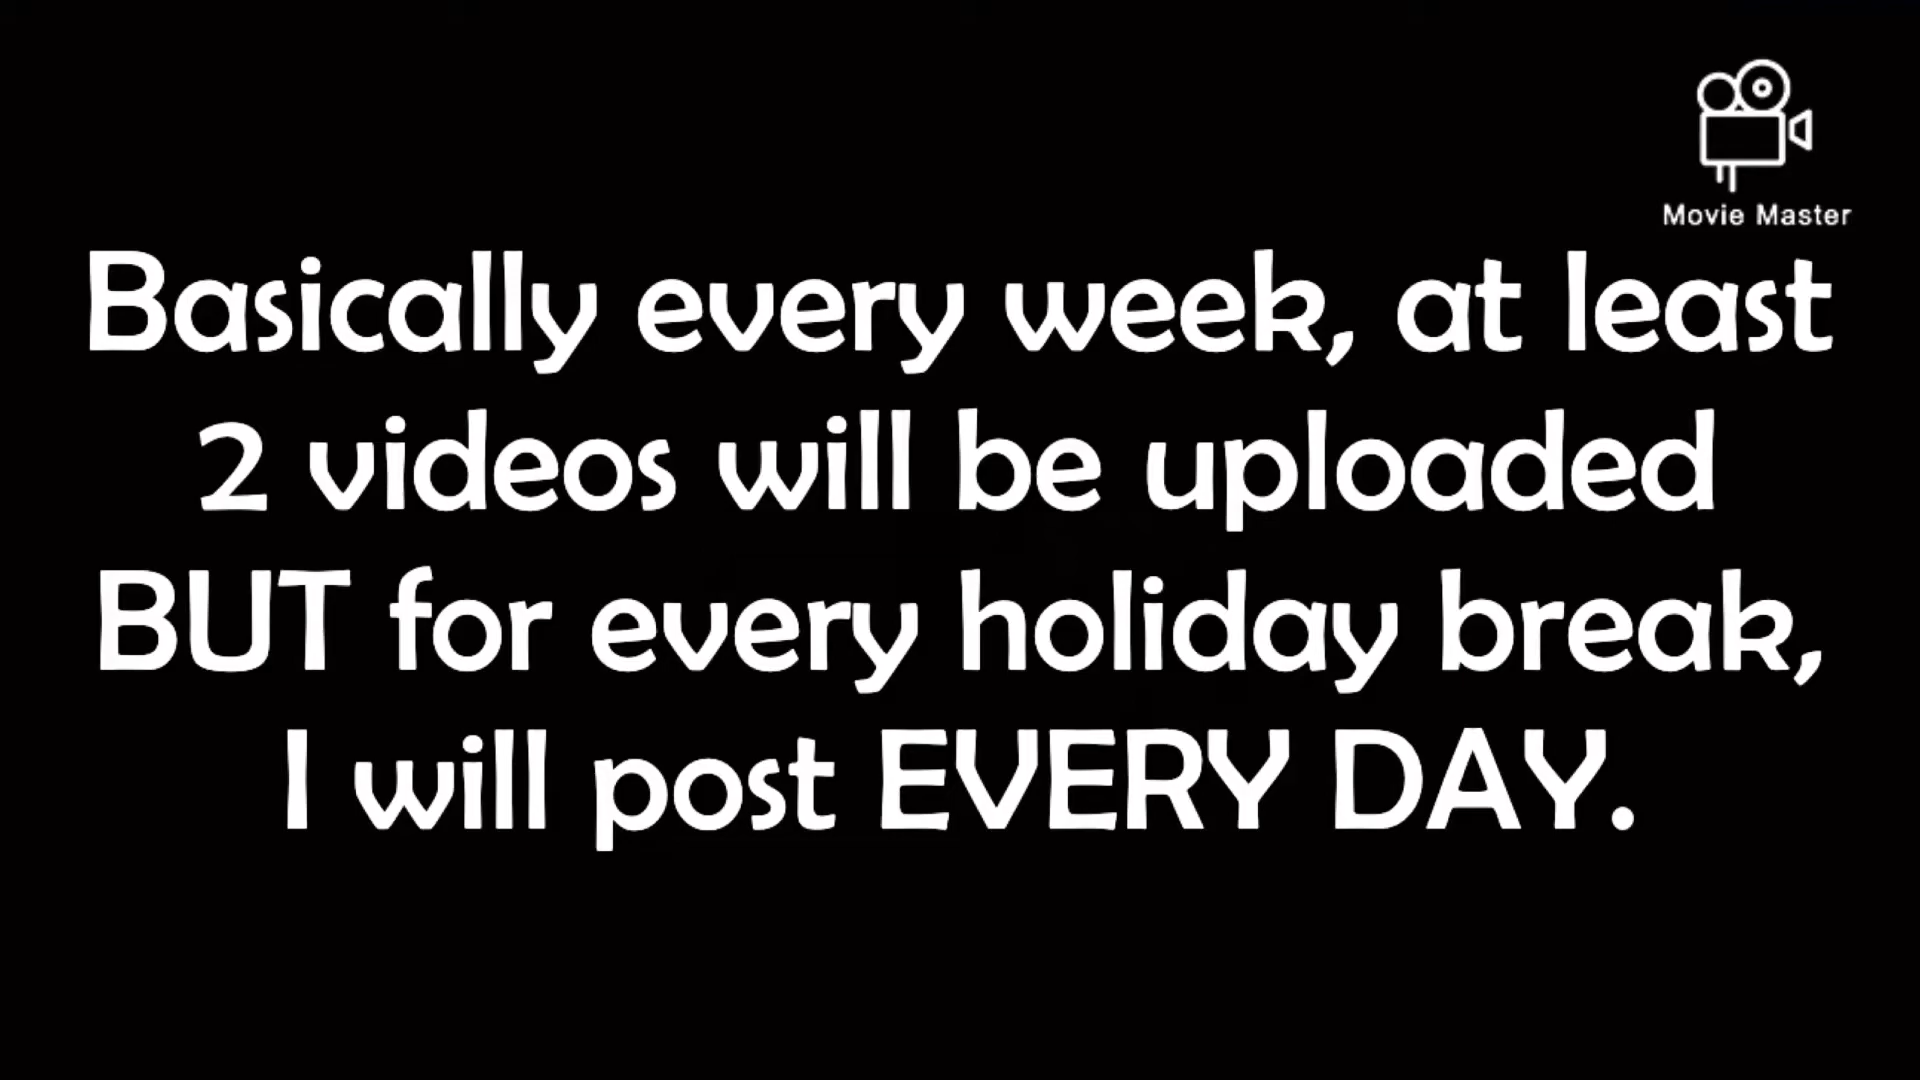 Movie Master
Basically every week, at least
2 videos will be uploaded
BUT for every holiday break,
I will post EVERY DAY.